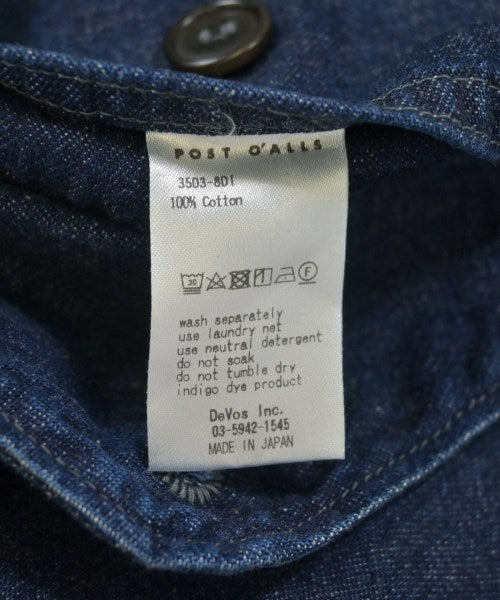 POST O'ALLS
3503-8DI
100% Cotton
30
F
wash separately
use laundry net
use neutral detergent
do not soak
do not tumble dry
indigo dye product
DeVos Inc.
03-5942-1545
MADE IN JAPAN